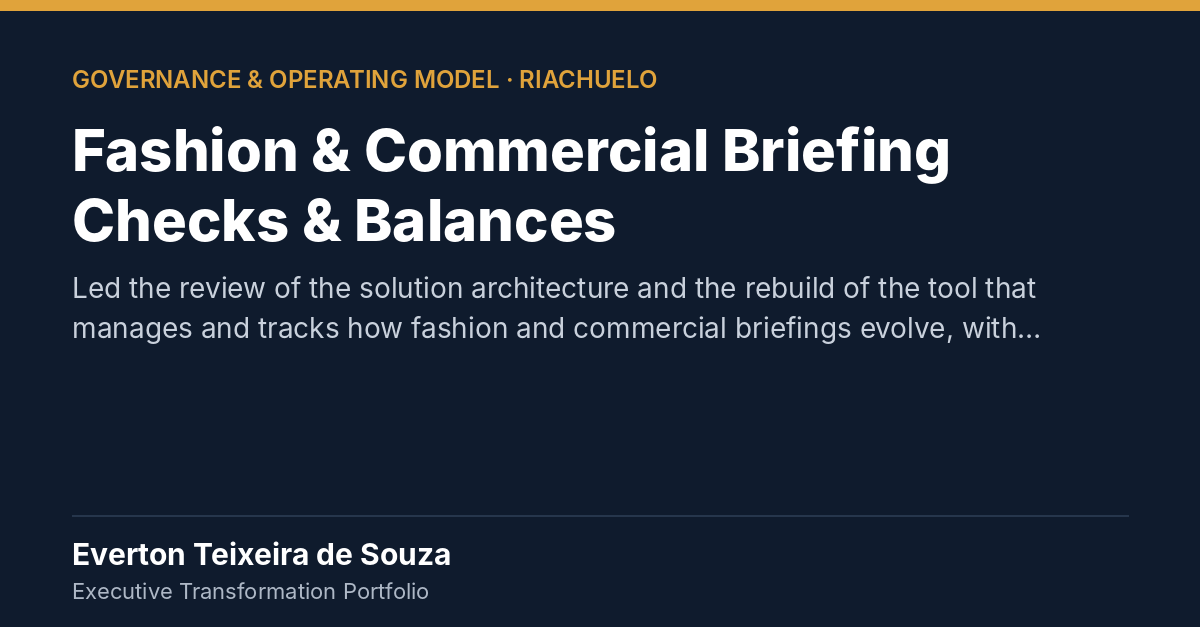 GOVERNANCE & OPERATING MODEL · RIACHUELO
Fashion & Commercial Briefing
Checks & Balances
Led the review of the solution architecture and the rebuild of the tool that
manages and tracks how fashion and commercial briefings evolve, with…
Everton Teixeira de Souza
Executive Transformation Portfolio